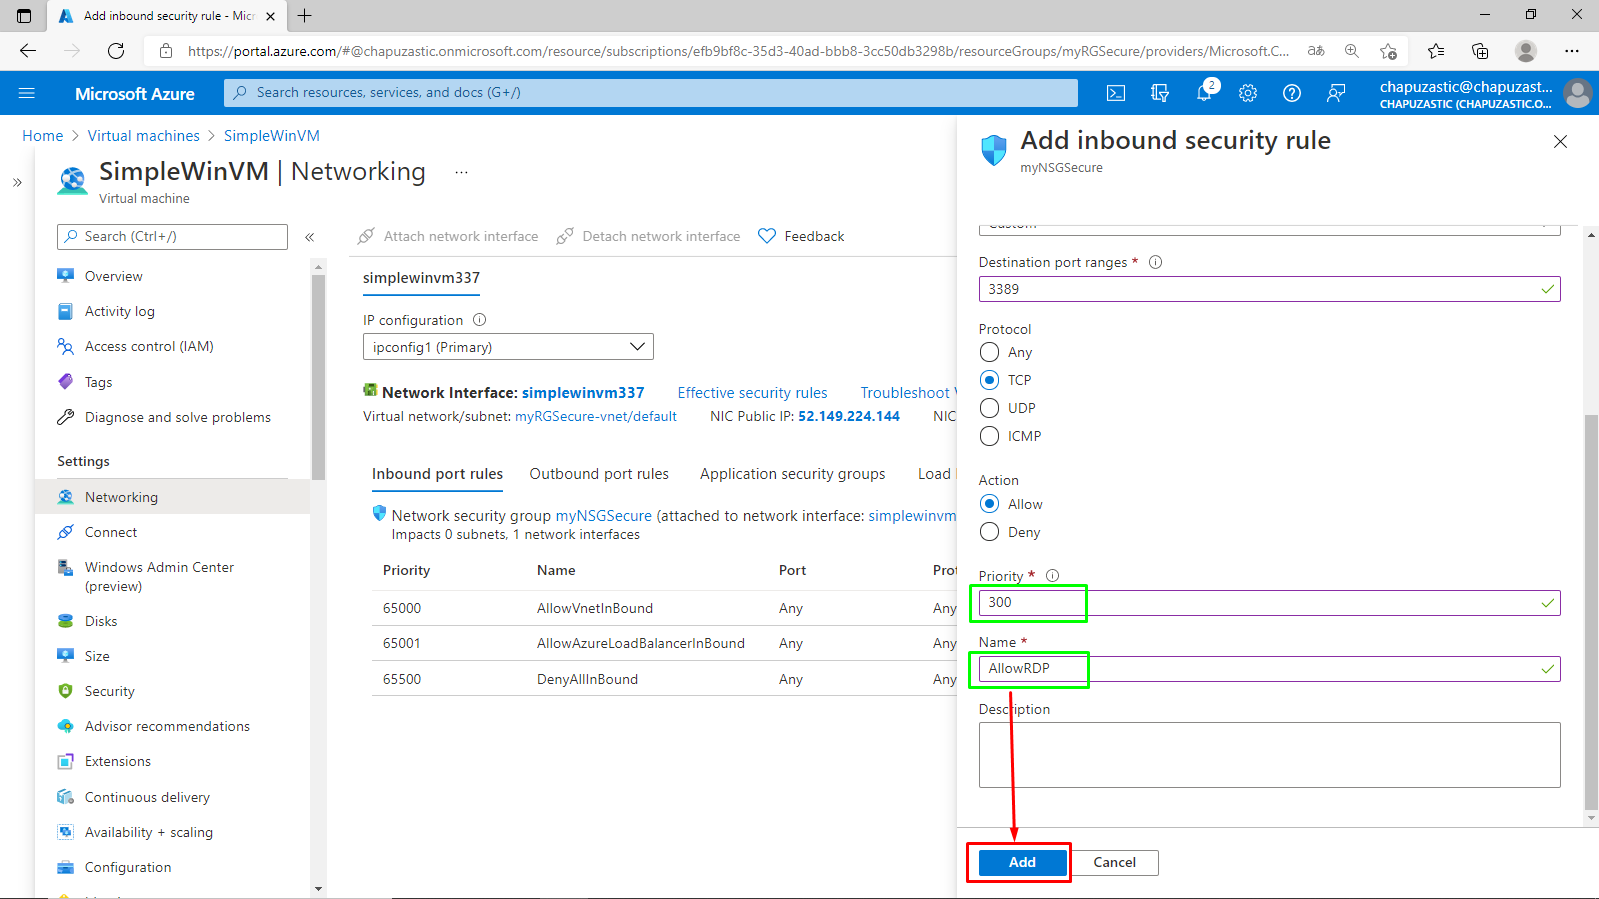 Add inbound security rule - Micr
https://portal.azure.com/#@chapuzastic.onmicrosoft.com/resource/subscriptions/efb9bf8c-35d3-40ad-bbb8-3cc50db3298b/resourceGroups/myRGSecure/providers/Microsoft.C...
Microsoft Azure
Search resources, services, and docs (G+/)
2
chapuzastic@chapuzast...
CHAPUZASTIC (CHAPUZASTIC.O...
Home > Virtual machines > SimpleWinVM
SimpleWinVM | Networking ...
Virtual machine
Search (Ctrl+/)
Overview
Activity log
Access control (IAM)
Tags
Diagnose and solve problems
Settings
Networking
Connect
Windows Admin Center
(preview)
Disks
Size
Security
Advisor recommendations
Extensions
Continuous delivery
Availability + scaling
Configuration
Attach network interface
Detach network interface
Feedback
simplewinvm337
IP configuration
ipconfig1 (Primary)
Network Interface: simplewinvm337 Effective security rules Troubleshoot
Virtual network/subnet: myRGSecure-vnet/default NIC Public IP: 52.149.224.144 NIC
Inbound port rules Outbound port rules Application security groups Load
Network security group myNSGSecure (attached to network interface: simplewinvm
Impacts 0 subnets, 1 network interfaces
Priority Name Port Prot
65000 AllowVnetInBound Any Any
65001 AllowAzureLoadBalancerInBound Any Any
65500 DenyAllInBound Any Any
Add inbound security rule
myNSGSecure
Custom
Destination port ranges *
3389
Protocol
Any
TCP
UDP
ICMP
Action
Allow
Deny
Priority *
300
Name *
AllowRDP
Description
Add
Cancel